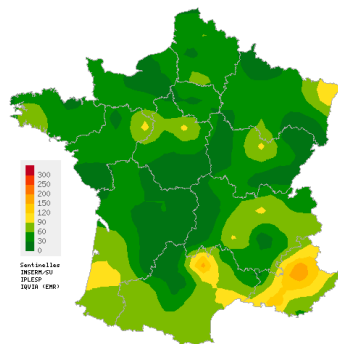 300
250
200
150
120
90
60
30
0
Sentinelles
INSERM/SU
IPLESP
IQVIA (EMR)